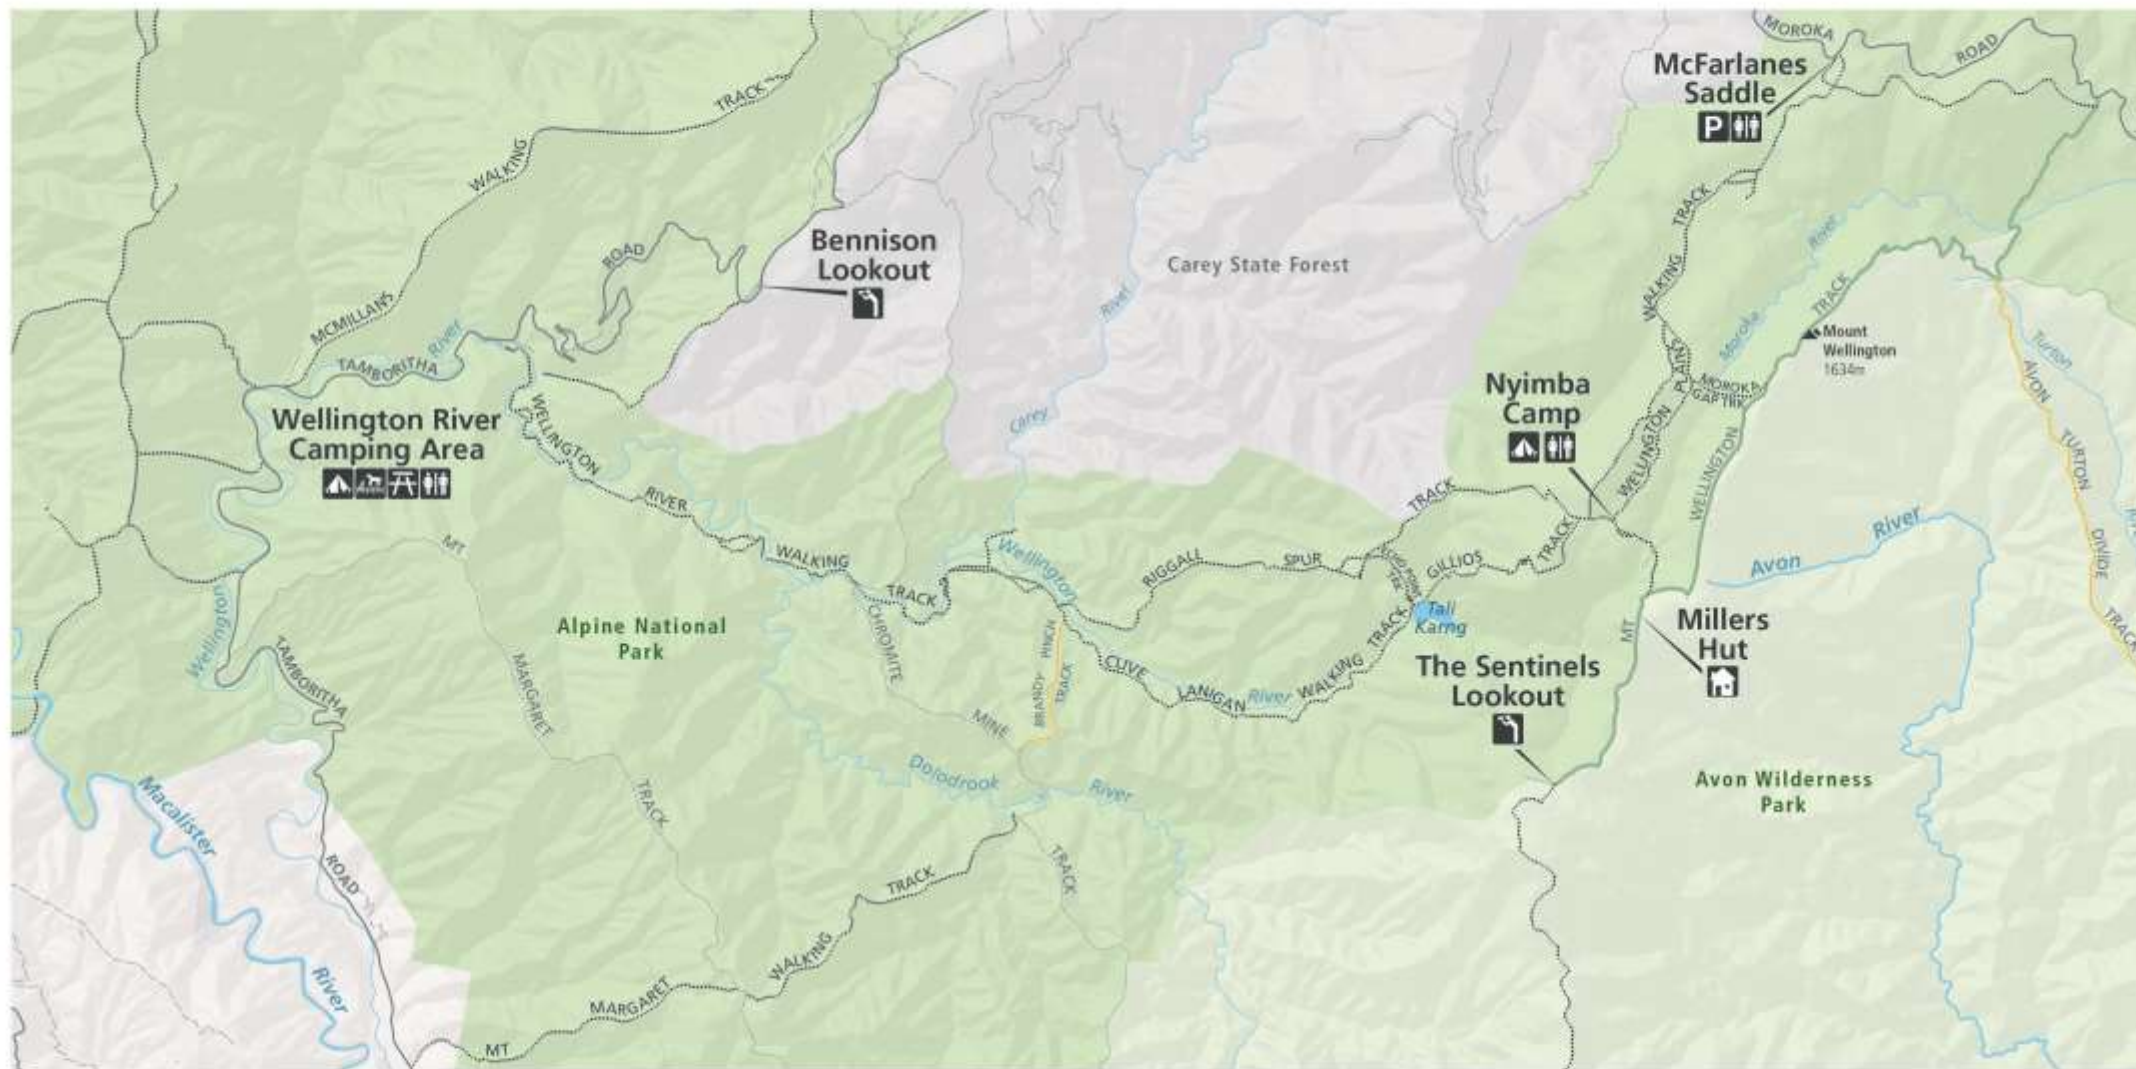 MOROKA
ROAD
McFarlanes
Saddle
P
TRACK
WALKING
MCMILLANS
ROAD
TAMBORITHA
River
Bennison
Lookout
Carey State Forest
River
Carey
TRACK
WALKING
PLAINS
WELLINGTON
River
Moroka
MOROKA
GAP TRK
TRACK
WELLINGTON
MT
Mount
Wellington
1634m
Turton
AVON
TURTON
DIVIDE
TRACK
Nyimba
Camp
Wellington River
Camping Area
WELLINGTON
RIVER
WALKING
TRACK
Wellington
River
RIGGALL
SPUR
TRACK
GILLIOS
TRACK
Tali
Karng
CLIVE
LANIGAN
WALKING
TRACK
Avon
River
Millers
Hut
The Sentinels
Lookout
Alpine National
Park
CHROMITE
MINE
TRACK
BRANDY PINCH
TRACK
MT
MARGARET
TRACK
Wellington
TAMBORITHA
ROAD
Dolodrook
River
Avon Wilderness
Park
Macalister
River
MT
MARGARET
WALKING
TRACK